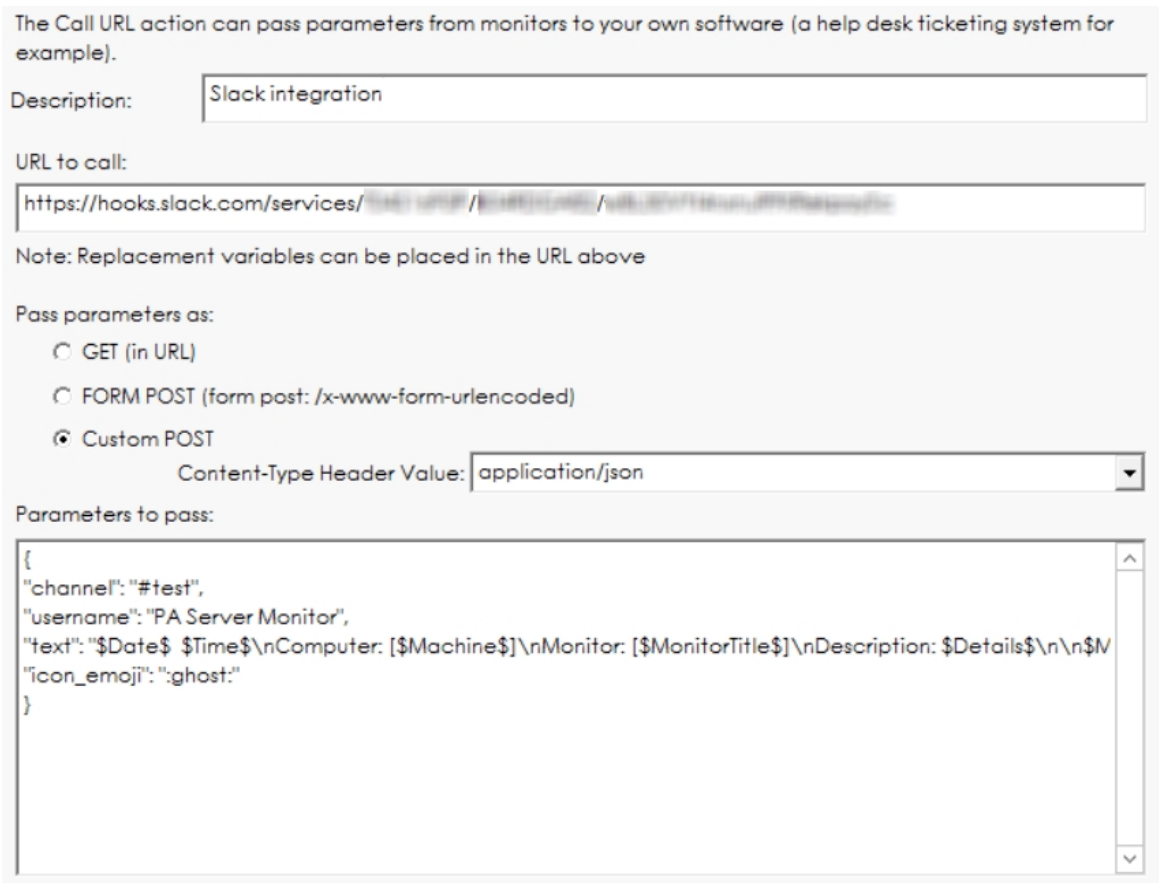 The Call URL action can pass parameters from monitors to your own software (a help desk ticketing system for
example).
Description: Slack integration
URL to call:
https://hooks.slack.com/services/ / /
Note: Replacement variables can be placed in the URL above
Pass parameters as:
GET (in URL)
FORM POST (form post: /x-www-form-urlencoded)
Custom POST
Content-Type Header Value: application/json
Parameters to pass:
{
"channel": "#test",
"username": "PA Server Monitor",
"text": "$Date$  $Time$\nComputer: [$Machine$]\nMonitor: [$MonitorTitle$]\nDescription: $Details$\n\n$M
"icon_emoji": ":ghost:"
}